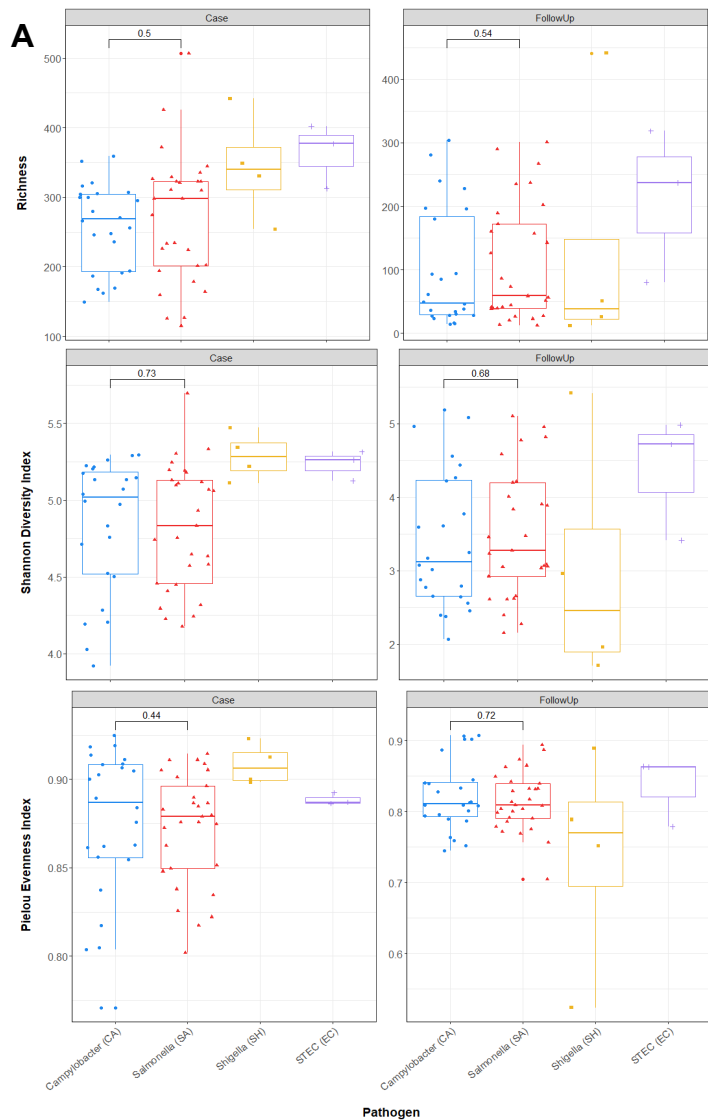 A
Case
FollowUp
0.5
0.54
500
400
300
200
100
400
300
200
100
0
Richness
Case
FollowUp
0.73
0.68
5.5
5.0
4.5
4.0
5
4
3
2
Shannon Diversity Index
Case
FollowUp
0.44
0.72
0.90
0.85
0.80
0.9
0.8
0.7
0.6
Pielou Evenness Index
Campylobacter (CA)
Salmonella (SA)
Shigella (SH)
STEC (EC)
Campylobacter (CA)
Salmonella (SA)
Shigella (SH)
STEC (EC)
Pathogen